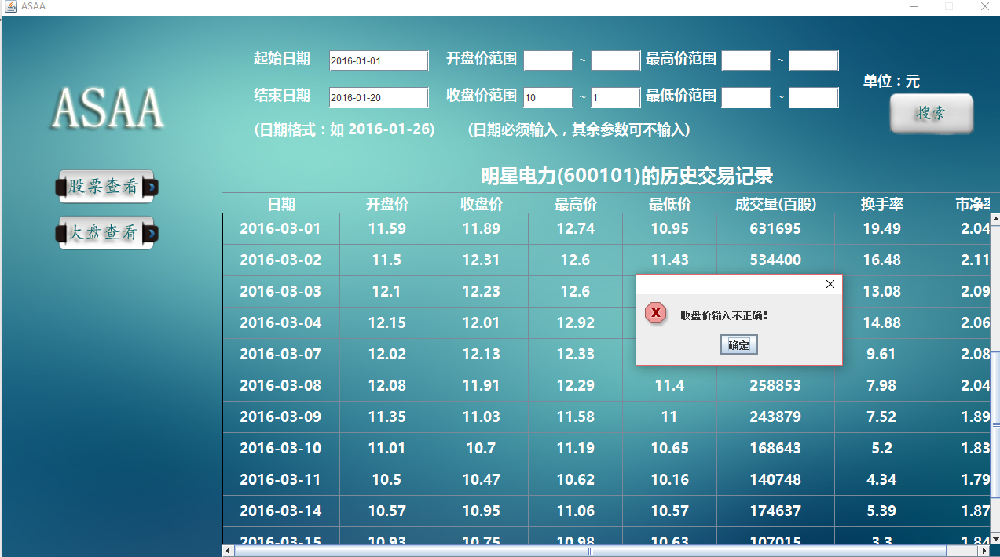 ASAA
起始日期 2016-01-01 开盘价范围 ~ 最高价范围 ~
单位：元
结束日期 2016-01-20 收盘价范围 10 ~ 1 最低价范围 ~
ASAA
搜索
(日期格式：如 2016-01-26) (日期必须输入，其余参数可不输入)
股票查看
大盘查看
明星电力(600101)的历史交易记录
日期 开盘价 收盘价 最高价 最低价 成交量(百股) 换手率 市净率
2016-03-01 11.59 11.89 12.74 10.95 631695 19.49 2.04
2016-03-02 11.5 12.31 12.6 11.43 534400 16.48 2.11
2016-03-03 12.1 12.23 12.6 13.08 2.09
2016-03-04 12.15 12.01 12.92 14.88 2.06
2016-03-07 12.02 12.13 12.33 9.61 2.08
2016-03-08 12.08 11.91 12.29 11.4 258853 7.98 2.04
2016-03-09 11.35 11.03 11.58 11 243879 7.52 1.89
2016-03-10 11.01 10.7 11.19 10.65 168643 5.2 1.83
2016-03-11 10.5 10.47 10.62 10.16 140748 4.34 1.79
2016-03-14 10.57 10.95 11.06 10.57 174637 5.39 1.87
2016-03-15 10.93 10.75 10.98 10.63 107015 3.3 1.84
收盘价输入不正确!
确定